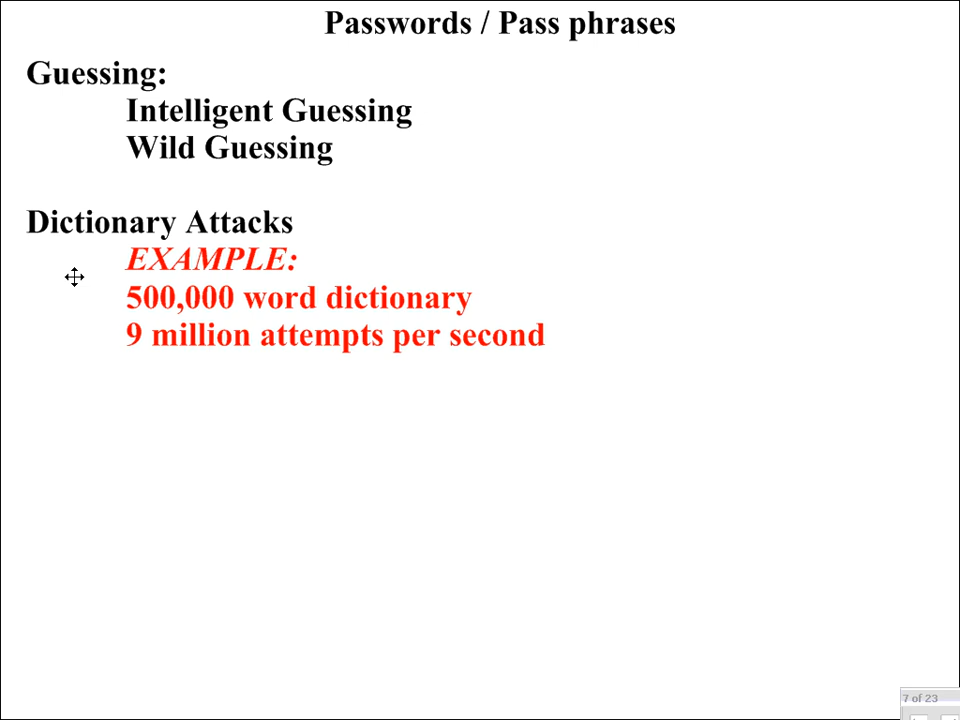 Passwords / Pass phrases
Guessing:
Intelligent Guessing
Wild Guessing
Dictionary Attacks
EXAMPLE:
500,000 word dictionary
9 million attempts per second
7 of 23